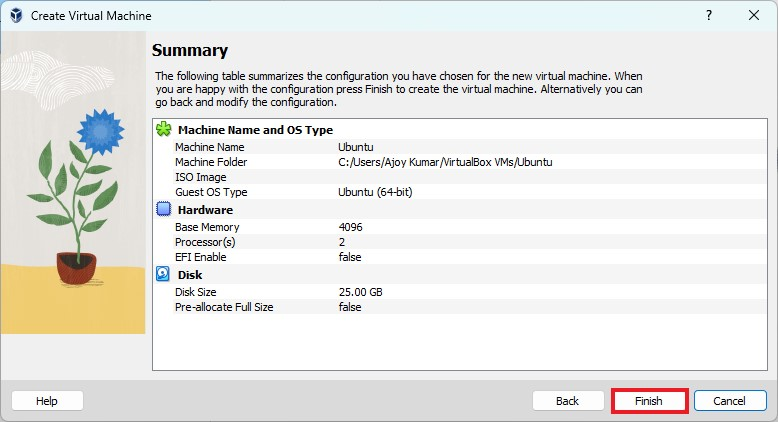 Create Virtual Machine
?
Summary
The following table summarizes the configuration you have chosen for the new virtual machine. When
you are happy with the configuration press Finish to create the virtual machine. Alternatively you can
go back and modify the configuration.
Machine Name and OS Type
Machine Name Ubuntu
Machine Folder C:/Users/Ajoy Kumar/VirtualBox VMs/Ubuntu
ISO Image
Guest OS Type Ubuntu (64-bit)
Hardware
Base Memory 4096
Processor(s) 2
EFI Enable false
Disk
Disk Size 25.00 GB
Pre-allocate Full Size false
Help Back Finish Cancel